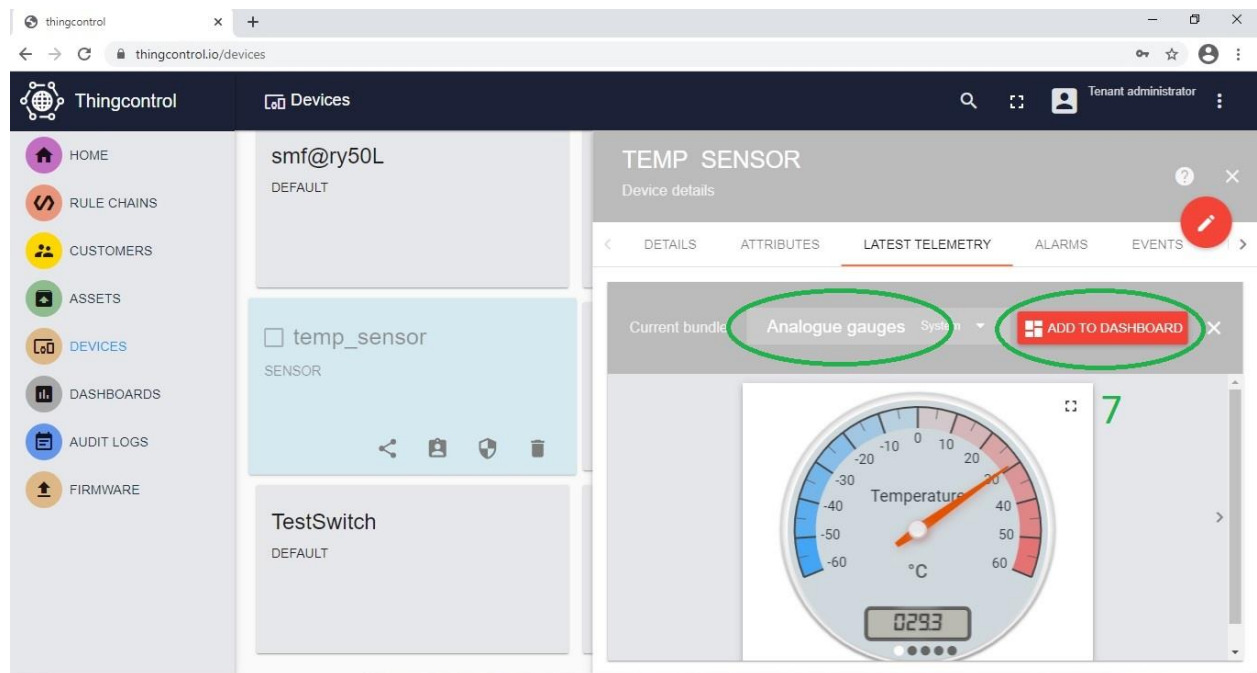 thingcontrol
thingcontrol.io/devices
Thingcontrol
Devices
Tenant administrator
HOME
RULE CHAINS
CUSTOMERS
ASSETS
DEVICES
DASHBOARDS
AUDIT LOGS
FIRMWARE
smf@ry50L
DEFAULT
temp_sensor
SENSOR
TestSwitch
DEFAULT
TEMP SENSOR
Device details
DETAILS ATTRIBUTES LATEST TELEMETRY ALARMS EVENTS
Current bundle Analogue gauges System ADD TO DASHBOARD
7
-60 -50 -40 -30 -20 -10 0 10 20 30 40 50 60
Temperature
°C
029.3